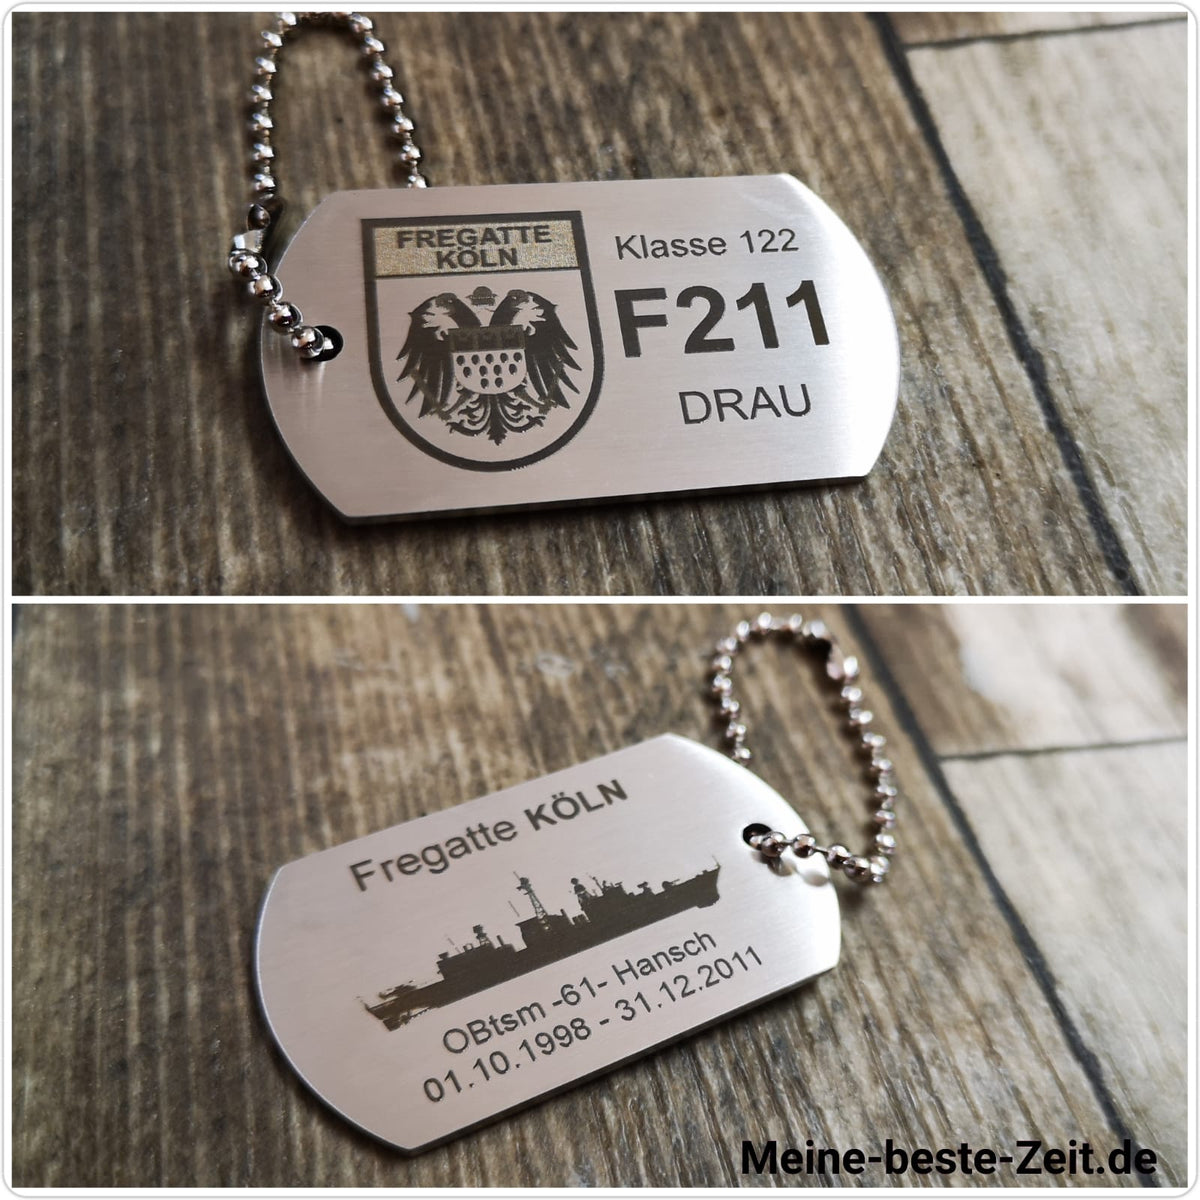 FREGATTE
KÖLN
Klasse 122
F211
DRAU
Fregatte KÖLN
OBtsm -61- Hansch
01.10.1998 - 31.12.2011
Meine-beste-Zeit.de